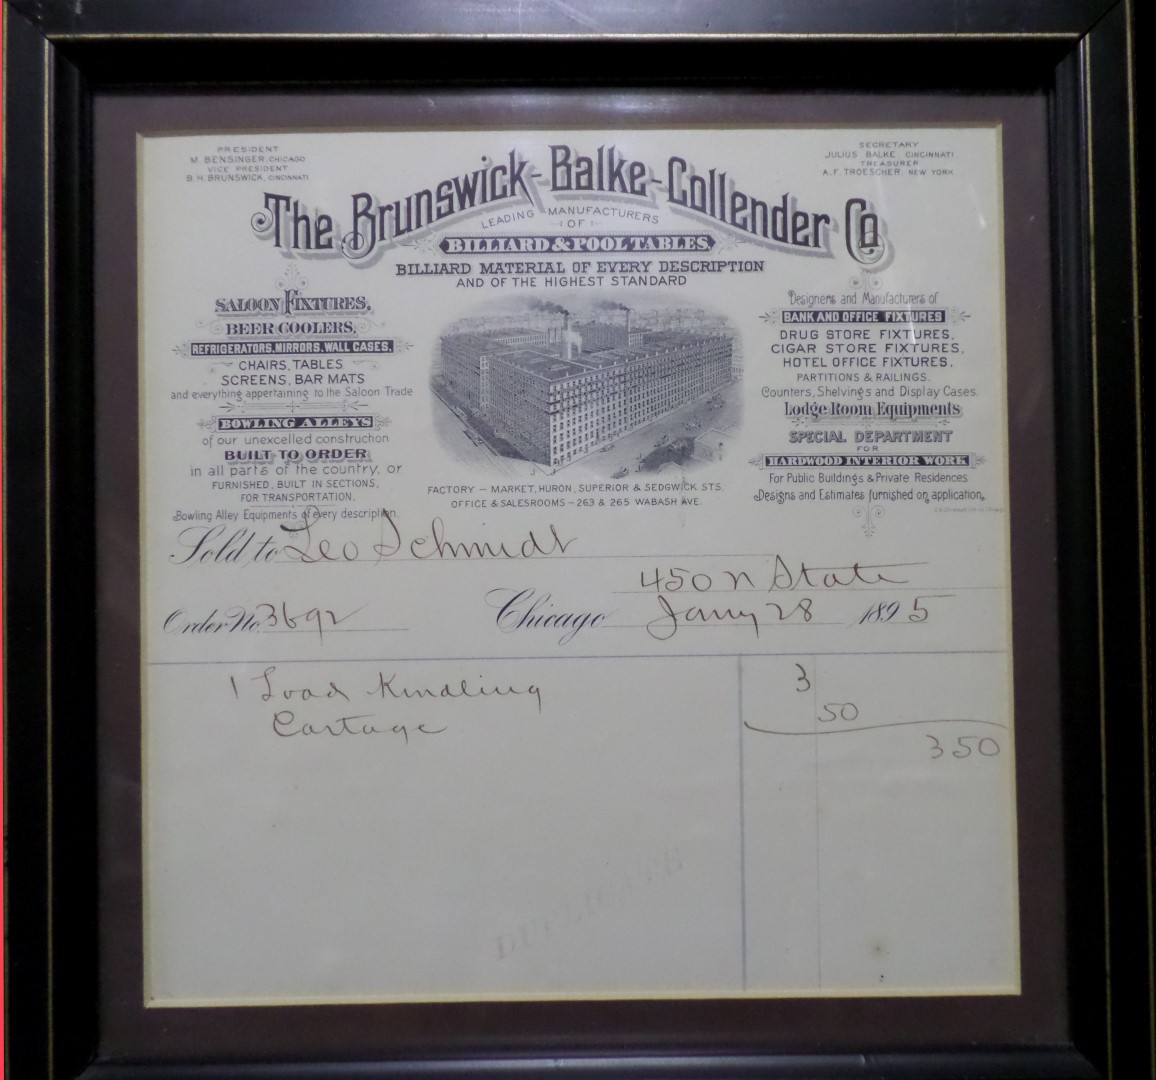 PRESIDENT
M. BENSINGER, CHICAGO
VICE PRESIDENT
B. H. BRUNSWICK, CINCINNATI
SECRETARY
JULIUS BALKE CINCINNATI
TREASURER
A. F. TROESCHER, NEW YORK
The Brunswick-Balke-Collender Co
LEADING MANUFACTURERS
OF
BILLIARD & POOL TABLES,
BILLIARD MATERIAL OF EVERY DESCRIPTION
AND OF THE HIGHEST STANDARD
SALOON FIXTURES,
BEER COOLERS,
REFRIGERATORS, MIRRORS, WALL CASES,
CHAIRS, TABLES
SCREENS, BAR MATS
and everything appertaining to the Saloon Trade
BOWLING ALLEYS
of our unexcelled construction
BUILT TO ORDER
in all parts of the country, or
FURNISHED, BUILT IN SECTIONS,
FOR TRANSPORTATION.
Bowling Alley Equipments of every description.
FACTORY — MARKET, HURON, SUPERIOR & SEDGWICK STS.
OFFICE & SALESROOMS — 263 & 265 WABASH AVE.
Designers and Manufacturers of
BANK AND OFFICE FIXTURES
DRUG STORE FIXTURES,
CIGAR STORE FIXTURES,
HOTEL OFFICE FIXTURES,
PARTITIONS & RAILINGS.
Counters, Shelvings and Display Cases.
Lodge Room Equipments
SPECIAL DEPARTMENT
FOR
HARDWOOD INTERIOR WORK
For Public Buildings & Private Residences
Designs and Estimates furnished on application.
Sold to Leo Schmidt
450 N State
Order No. 3692 Chicago Jany 28 1895
1 Load Kindling 3
Cartage 50
3 50
DUPLICATE